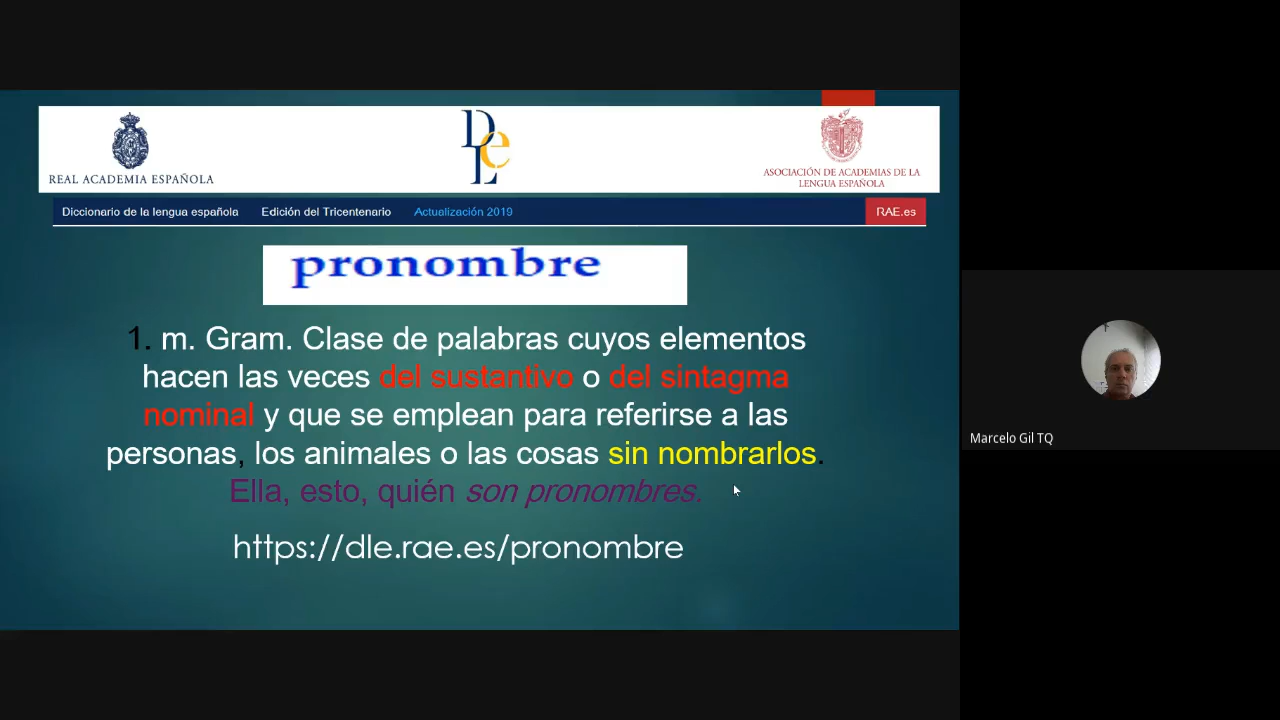 REAL ACADEMIA ESPAÑOLA
DLe
ASOCIACIÓN DE ACADEMIAS DE LA
LENGUA ESPAÑOLA
Diccionario de la lengua española Edición del Tricentenario Actualización 2019 RAE.es
pronombre
1. m. Gram. Clase de palabras cuyos elementos
hacen las veces del sustantivo o del sintagma
nominal y que se emplean para referirse a las
personas, los animales o las cosas sin nombrarlos.
Ella, esto, quién son pronombres.
https://dle.rae.es/pronombre
Marcelo Gil TQ